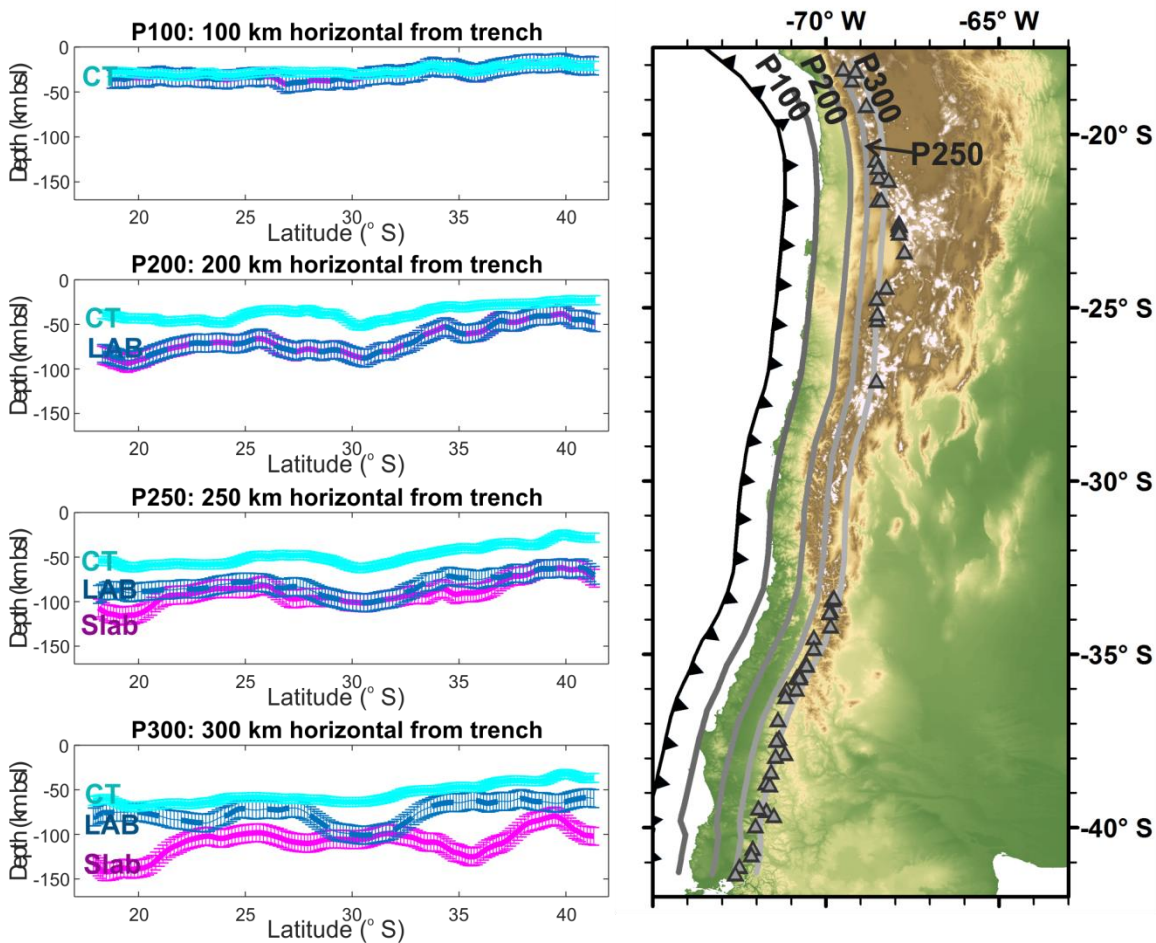 P100: 100 km horizontal from trench
0
-50
-100
-150
CT
Depth (kmbsl)
20 25 30 35 40
Latitude (° S)
P200: 200 km horizontal from trench
0
-50
-100
-150
CT
LAB
Depth (kmbsl)
20 25 30 35 40
Latitude (° S)
P250: 250 km horizontal from trench
0
-50
-100
-150
CT
LAB
Slab
Depth (kmbsl)
20 25 30 35 40
Latitude (° S)
P300: 300 km horizontal from trench
0
-50
-100
-150
CT
LAB
Slab
Depth (kmbsl)
20 25 30 35 40
Latitude (° S)
-70° W -65° W
P100
P200
P300
P250
-20° S
-25° S
-30° S
-35° S
-40° S